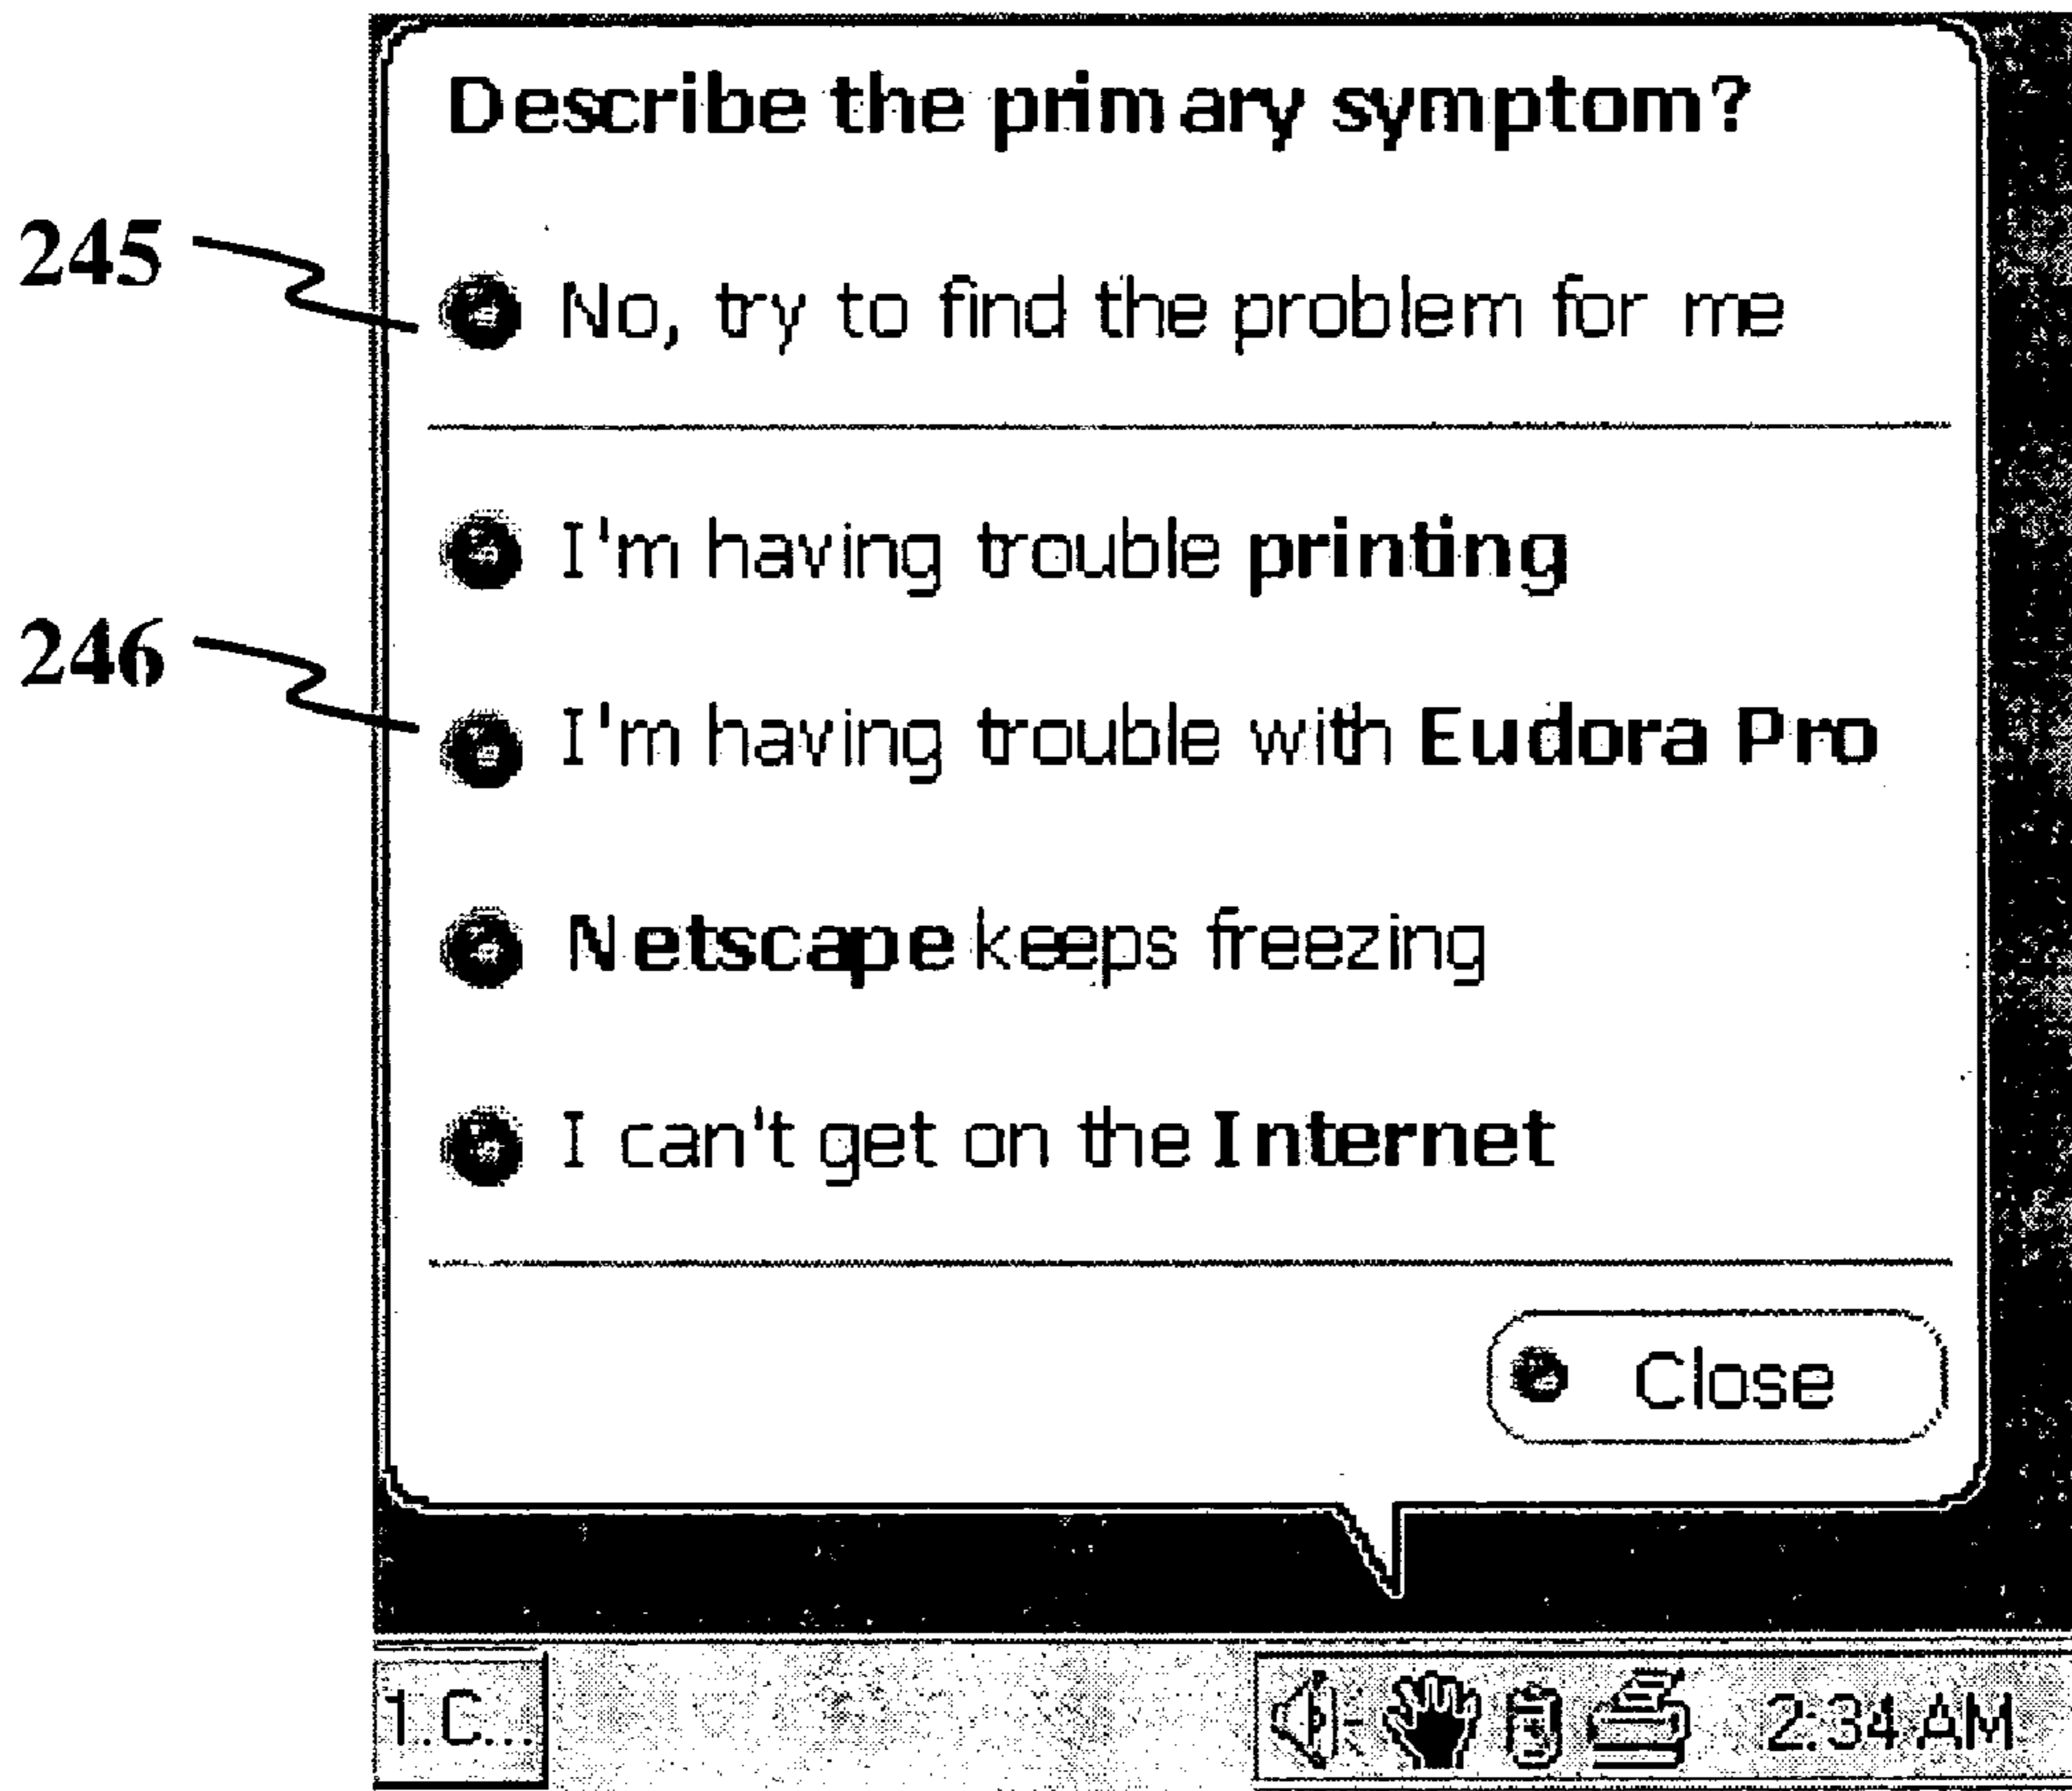 Describe the primary symptom?
245
No, try to find the problem for me
I'm having trouble printing
246
I'm having trouble with Eudora Pro
Netscape keeps freezing
I can't get on the Internet
Close
1.C...
2:34 AM